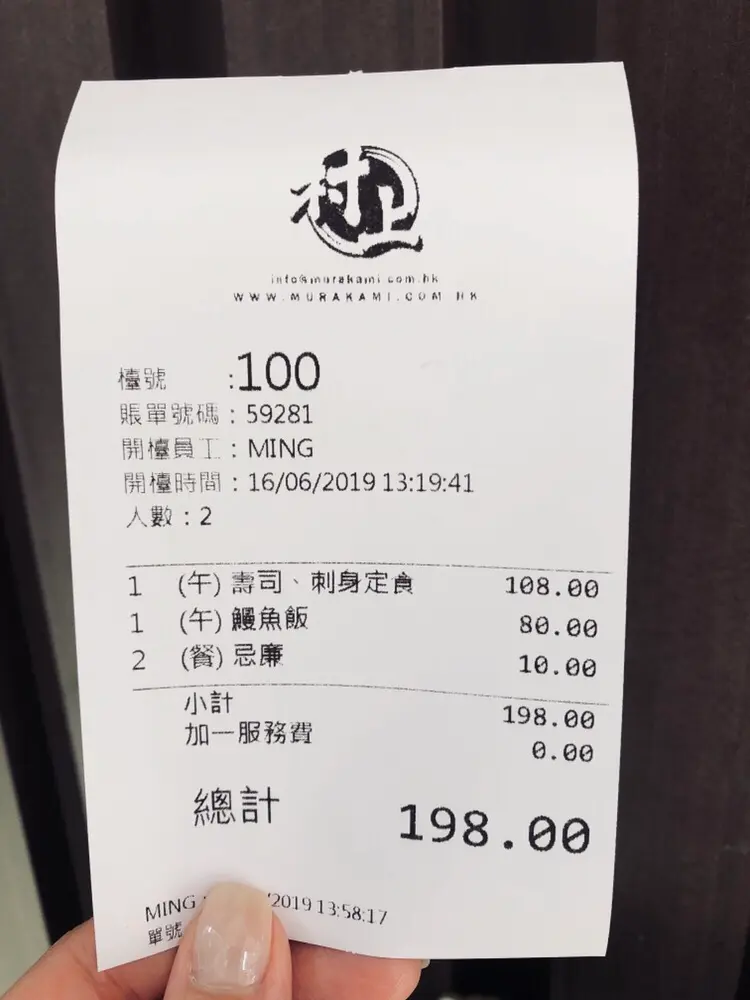 村上
info@murakami.com.hk
WWW.MURAKAMI.COM.HK
檯號 :100
賬單號碼 : 59281
開檯員工 : MING
開檯時間 : 16/06/2019 13:19:41
人數 : 2
1 (午) 壽司、刺身定食 108.00
1 (午) 鰻魚飯 80.00
2 (餐) 忌廉 10.00
小計 198.00
加一服務費 0.00
總計 198.00
MING /2019 13:58:17
單號